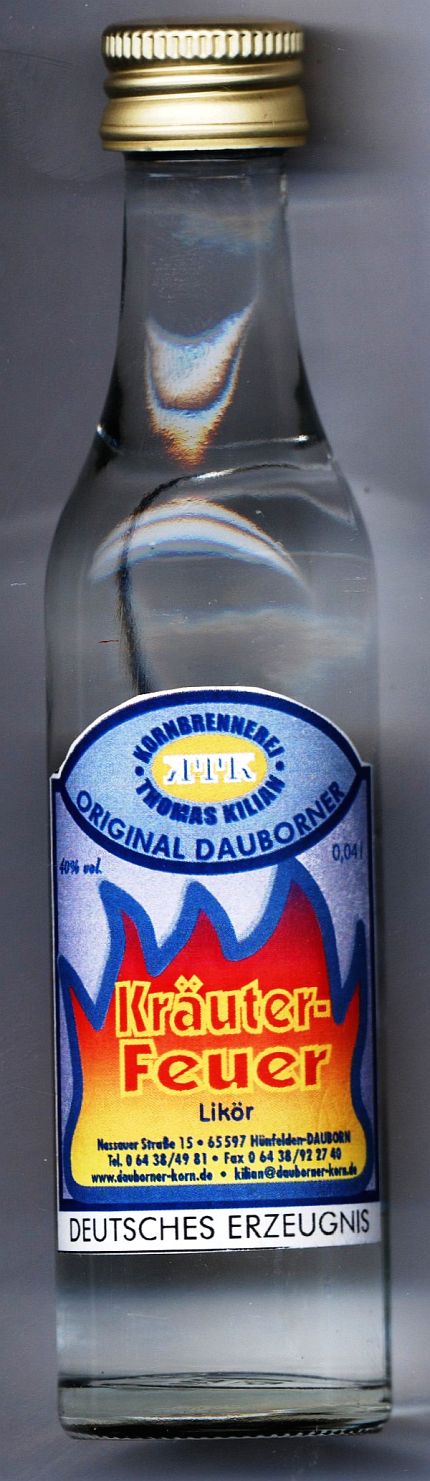 KORNBRENNEREI
TK
• THOMAS KILIAN •
ORIGINAL DAUBORNER
40% vol.
0,04 l
Kräuter-
Feuer
Likör
Nassauer Straße 15 • 65597 Hünfelden-DAUBORN
Tel. 0 64 38/49 81 • Fax 0 64 38/92 27 40
www.dauborner-korn.de • kilian@dauborner-korn.de
DEUTSCHES ERZEUGNIS